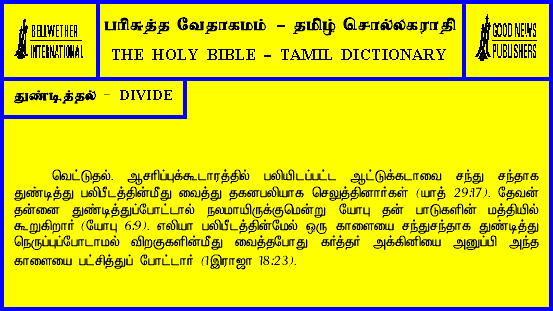 BELLWETHER
INTERNATIONAL
பரிசுத்த வேதாகமம் - தமிழ் சொல்லகராதி
THE HOLY BIBLE - TAMIL DICTIONARY
GOOD NEWS
PUBLISHERS
துண்டித்தல் - DIVIDE
வெட்டுதல். ஆசரிப்புக்கூடாரத்தில் பலியிடப்பட்ட ஆட்டுக்கடாவை சந்து சந்தாக
துண்டித்து பலிபீடத்தின்மீது வைத்து தகனபலியாக செலுத்தினார்கள் (யாத் 29:17). தேவன்
தன்னை துண்டித்துப்போட்டால் நலமாயிருக்குமென்று யோபு தன் பாடுகளின் மத்தியில்
கூறுகிறார் (யோபு 6:9). எலியா பலிபீடத்தின்மேல் ஒரு காளையை சந்துசந்தாக துண்டித்து
நெருப்புப்போடாமல் விறகுகளின்மீது வைத்தபோது கர்த்தர் அக்கினியை அனுப்பி அந்த
காளையை பட்சித்துப் போட்டார் (1இராஜா 18:23).